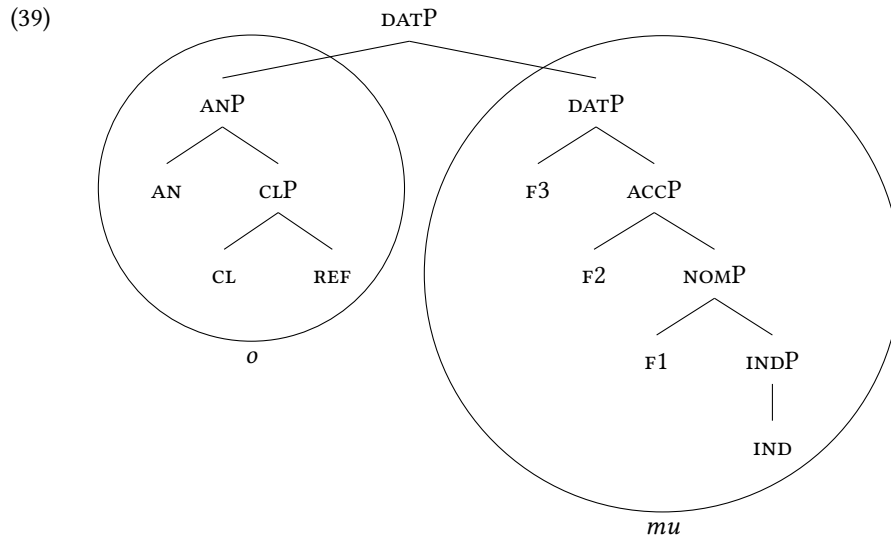 (39)
DATP
ANP DATP
AN CLP F3 ACCP
CL REF F2 NOMP
o F1 INDP
IND
mu